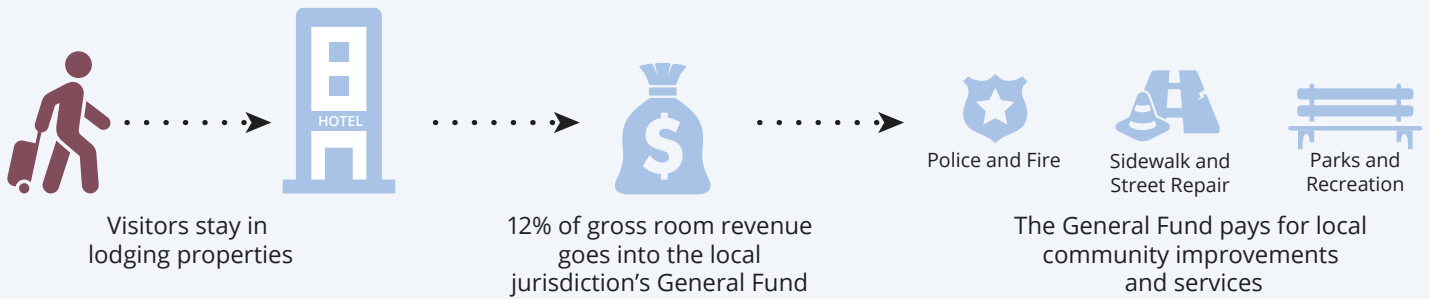 HOTEL
Visitors stay in
lodging properties
$
12% of gross room revenue
goes into the local
jurisdiction’s General Fund
Police and Fire
Sidewalk and
Street Repair
Parks and
Recreation
The General Fund pays for local
community improvements
and services